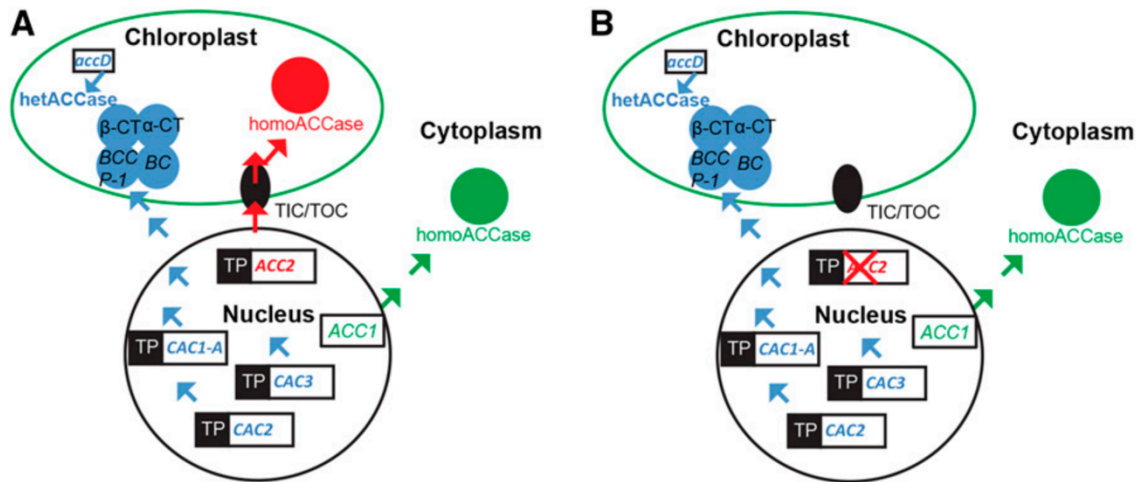 A
Chloroplast
accD
hetACCase
β-CT α-CT
BCC BC
P-1
homoACCase
Cytoplasm
TIC/TOC
homoACCase
TP ACC2
Nucleus
ACC1
TP CAC1-A
TP CAC3
TP CAC2
B
Chloroplast
accD
hetACCase
β-CT α-CT
BCC BC
P-1
Cytoplasm
TIC/TOC
homoACCase
TP ACC2
Nucleus
ACC1
TP CAC1-A
TP CAC3
TP CAC2